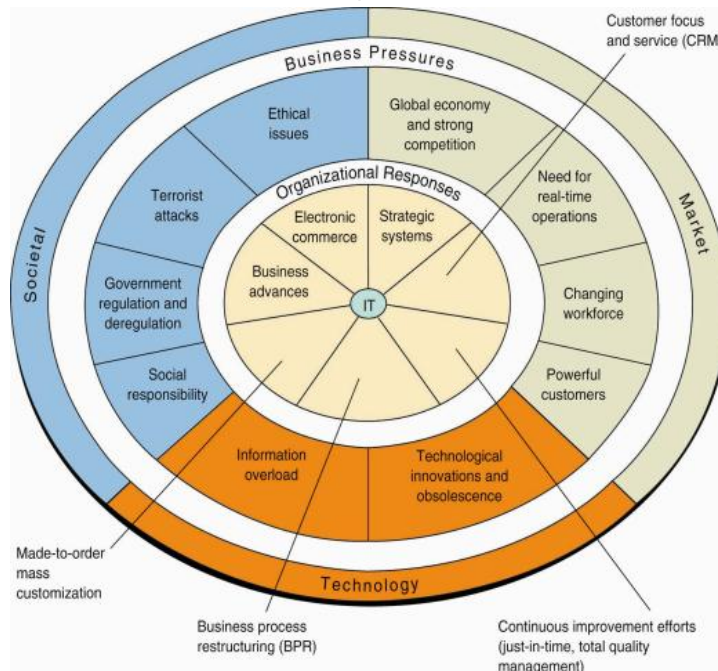 Customer focus
and service (CRM
Business Pressures
Ethical
issues
Global economy
and strong
competition
Terrorist
attacks
Need for
real-time
operations
Organizational Responses
Electronic
commerce
Strategic
systems
Societal
Market
Government
regulation and
deregulation
Business
advances
IT
Changing
workforce
Social
responsibility
Powerful
customers
Information
overload
Technological
innovations and
obsolescence
Made-to-order
mass
customization
Technology
Business process
restructuring (BPR)
Continuous improvement efforts
(just-in-time, total quality
management)